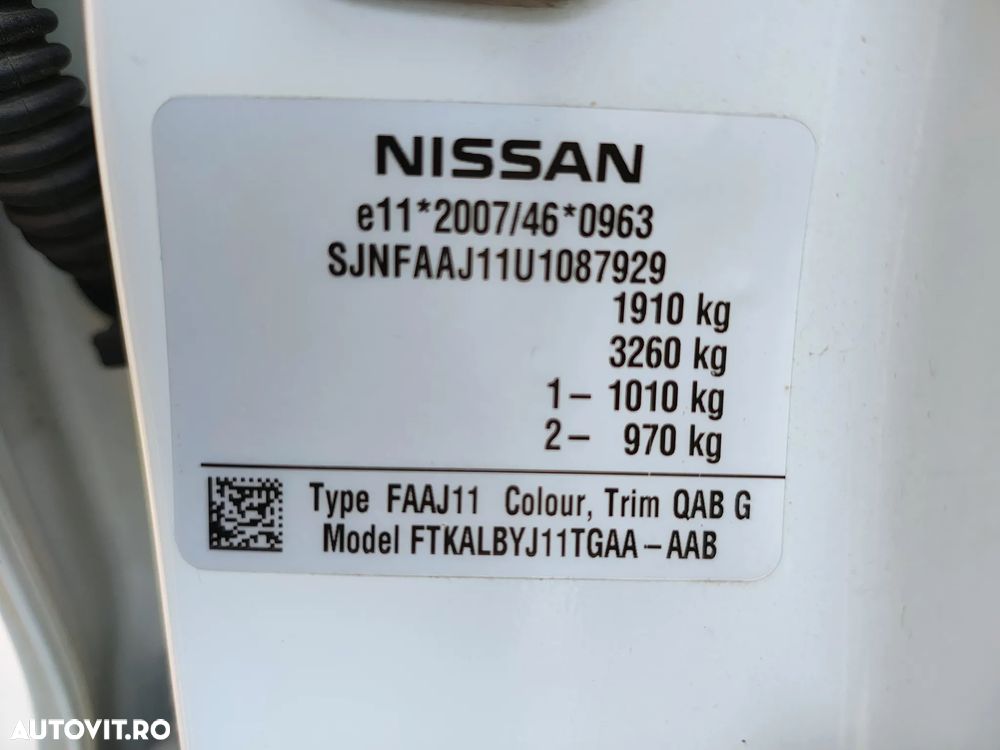 NISSAN
e11*2007/46*0963
SJNFAAJ11U1087929
1910 kg
3260 kg
1- 1010 kg
2- 970 kg
Type FAAJ11 Colour, Trim QAB G
Model FTKALBYJ11TGAA-AAB
AUTOVIT.RO